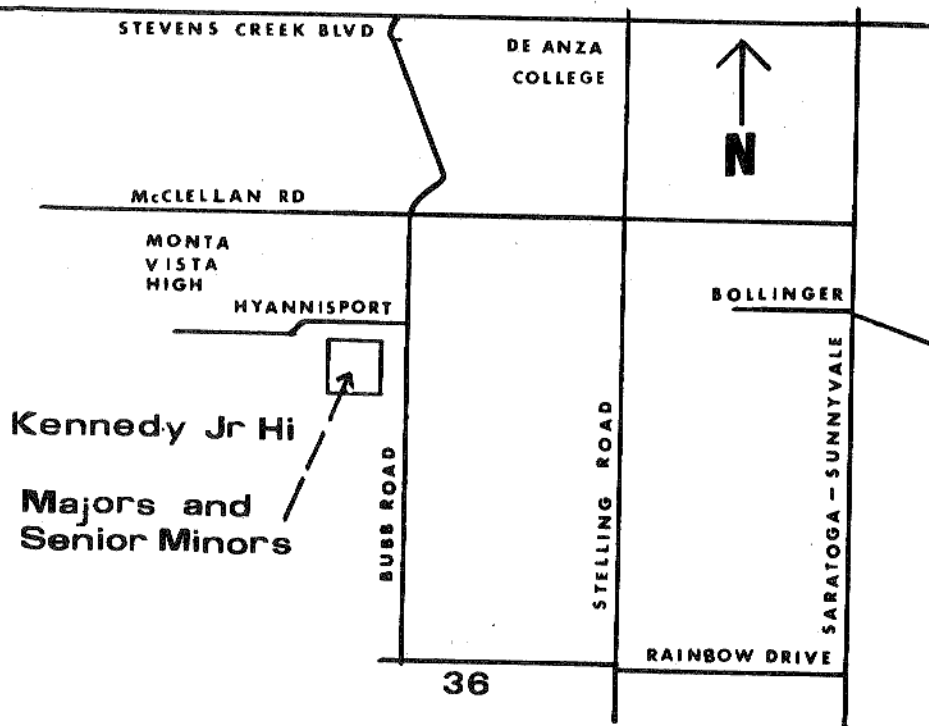 STEVENS CREEK BLVD
DE ANZA
COLLEGE
N
McCLELLAN RD
MONTA
VISTA
HIGH
HYANNISPORT
BOLLINGER
Kennedy Jr Hi
Majors and
Senior Minors
BUBB ROAD
STELLING ROAD
SARATOGA - SUNNYVALE
RAINBOW DRIVE
36